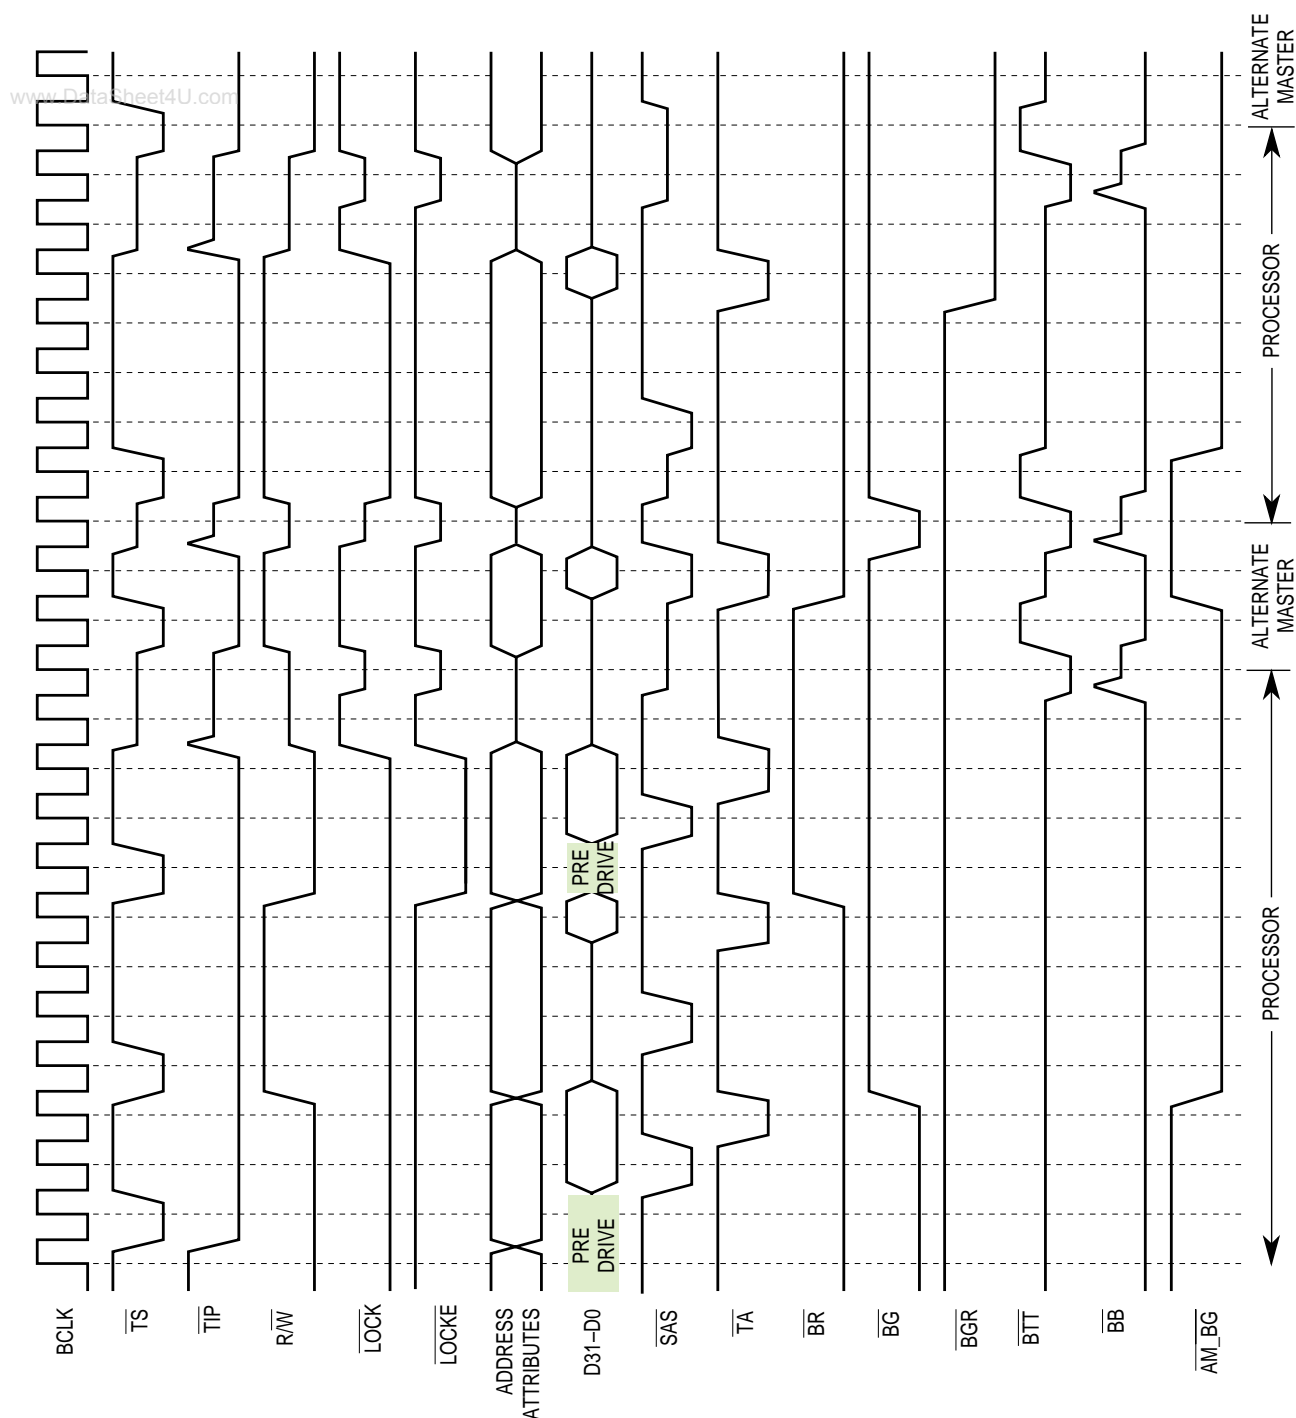 www.DataSheet4U.com
BCLK
TS
TIP
R/W
LOCK
LOCKE
ADDRESS
ATTRIBUTES
D31–D0
SAS
TA
BR
BG
BGR
BTT
BB
AM_BG
PRE
DRIVE
PRE
DRIVE
PROCESSOR
ALTERNATE
MASTER
PROCESSOR
ALTERNATE
MASTER